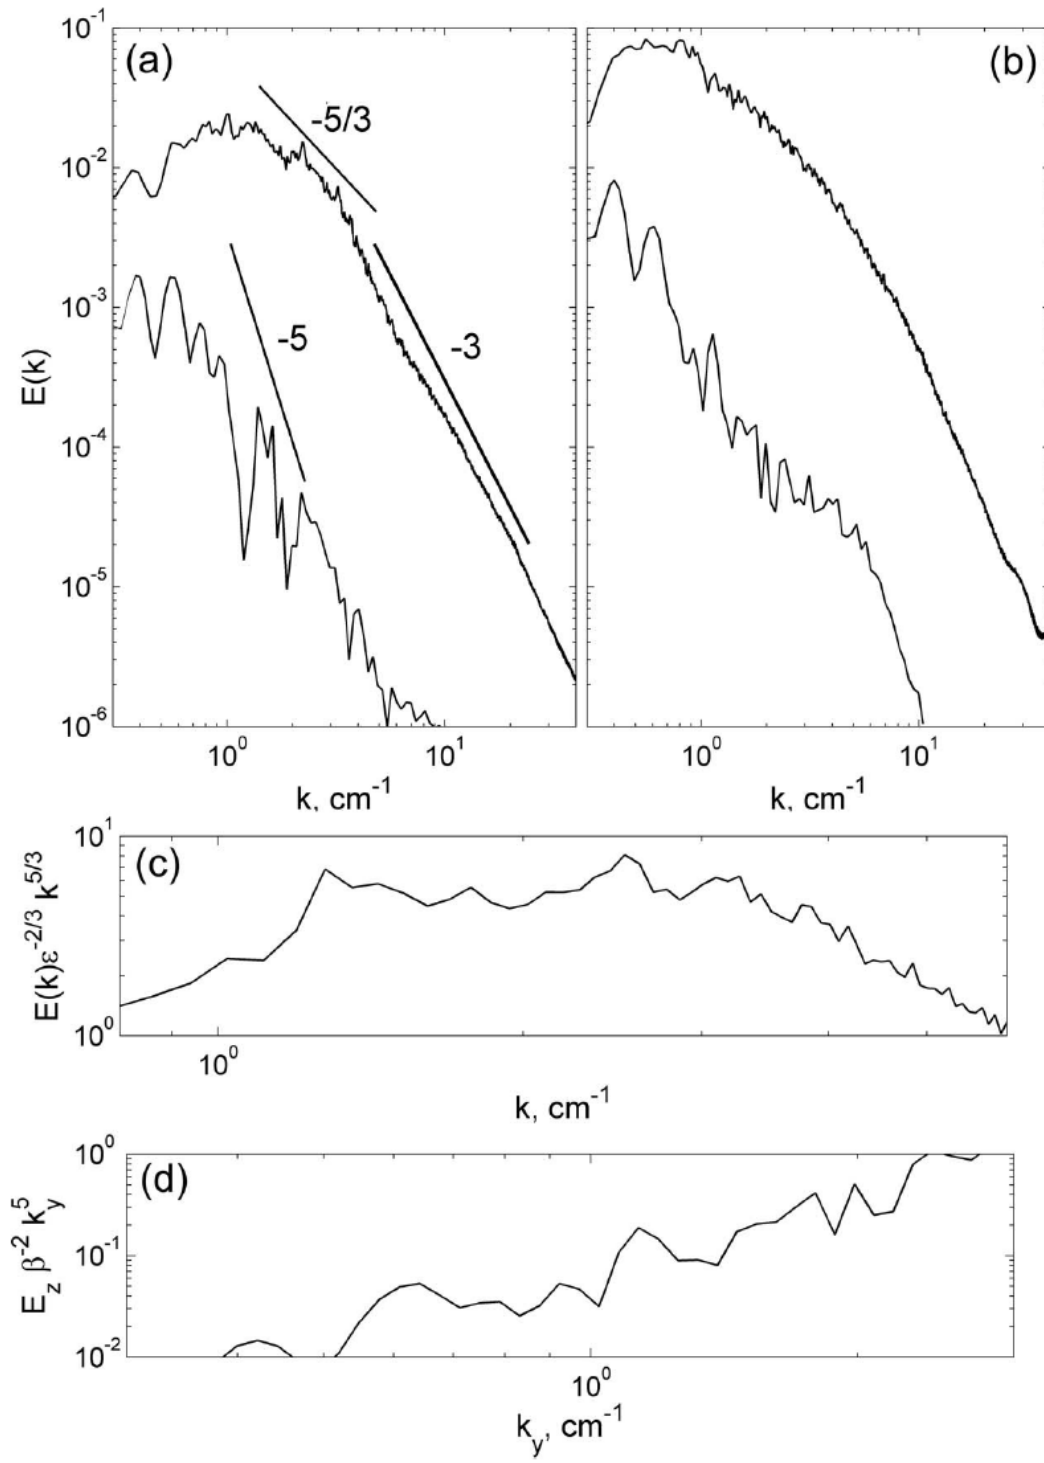 (a)
(b)
10^-1
10^-2
10^-3
10^-4
10^-5
10^-6
E(k)
-5/3
-5
-3
10^0
10^1
10^0
10^1
k, cm^-1
k, cm^-1
(c)
10^1
10^0
E(k)ε^-2/3 k^5/3
10^0
k, cm^-1
(d)
10^0
10^-1
10^-2
E_z β^-2 k_y^5
10^0
k_y, cm^-1